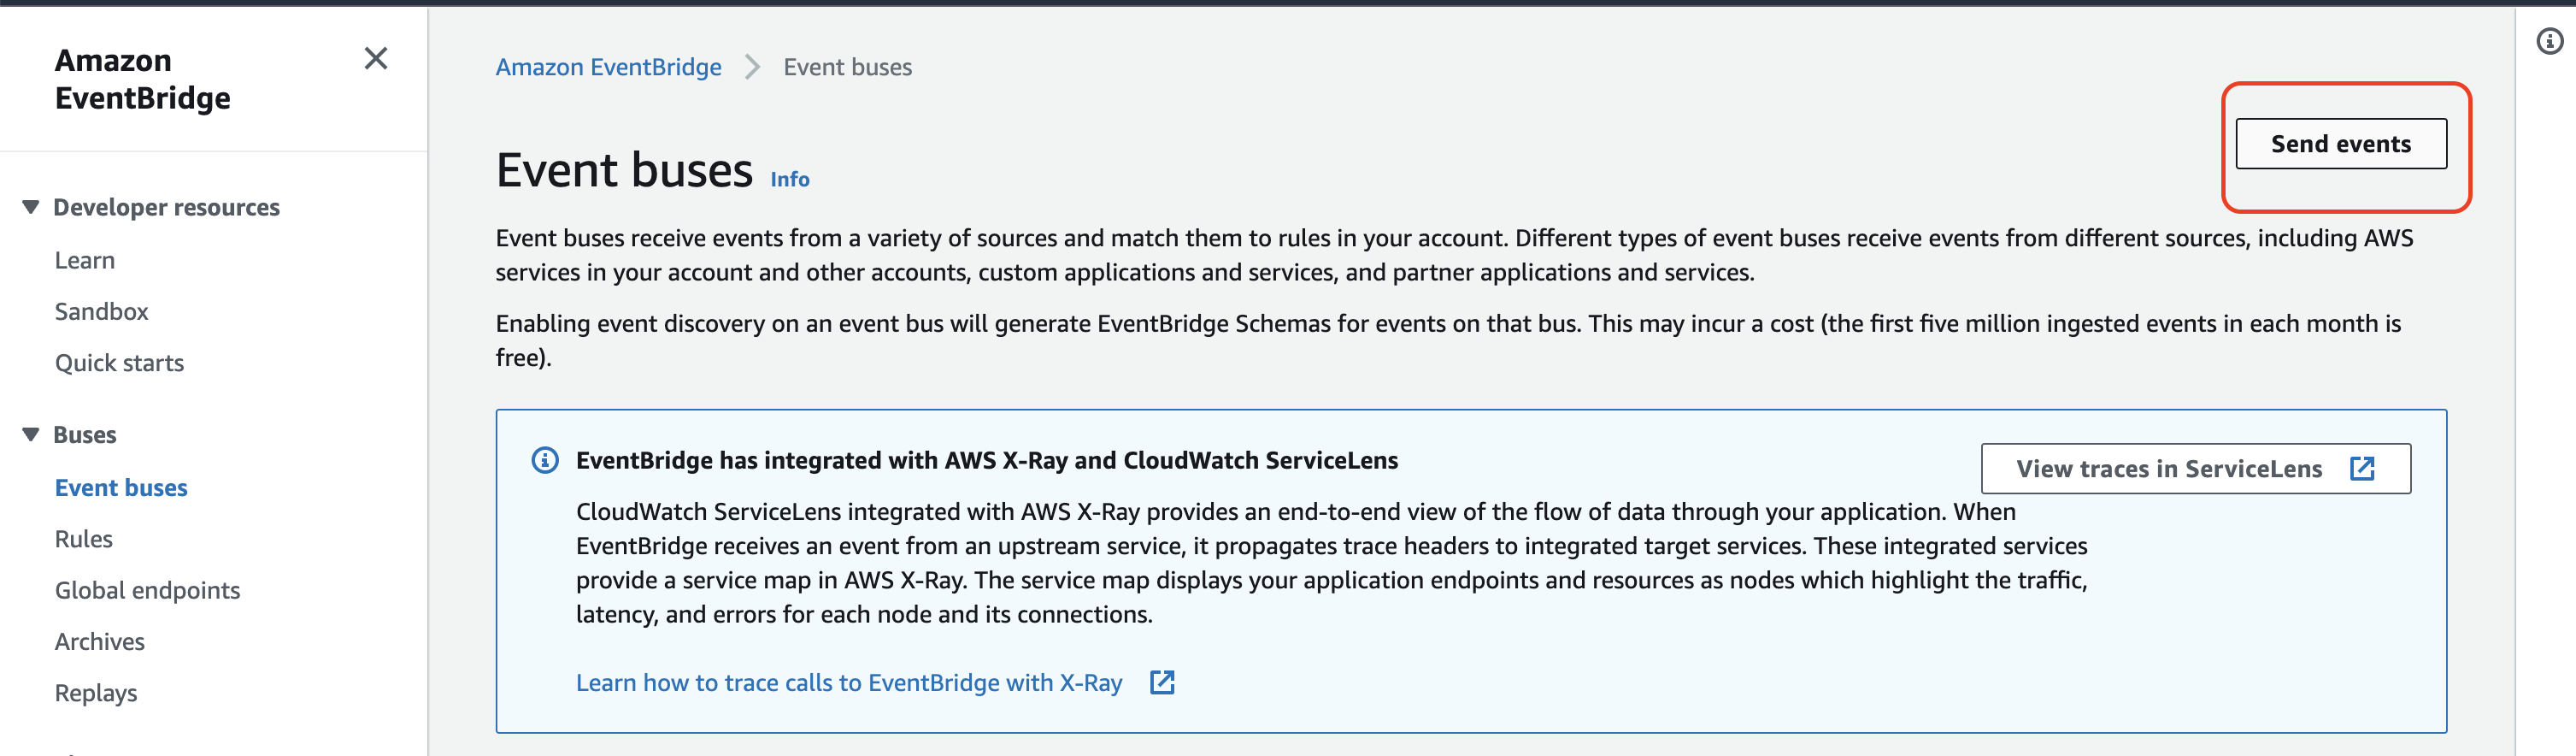 Amazon
EventBridge
Developer resources
Learn
Sandbox
Quick starts
Buses
Event buses
Rules
Global endpoints
Archives
Replays
Amazon EventBridge
Event buses
Send events
Event buses Info
Event buses receive events from a variety of sources and match them to rules in your account. Different types of event buses receive events from different sources, including AWS
services in your account and other accounts, custom applications and services, and partner applications and services.
Enabling event discovery on an event bus will generate EventBridge Schemas for events on that bus. This may incur a cost (the first five million ingested events in each month is
free).
EventBridge has integrated with AWS X-Ray and CloudWatch ServiceLens
View traces in ServiceLens
CloudWatch ServiceLens integrated with AWS X-Ray provides an end-to-end view of the flow of data through your application. When
EventBridge receives an event from an upstream service, it propagates trace headers to integrated target services. These integrated services
provide a service map in AWS X-Ray. The service map displays your application endpoints and resources as nodes which highlight the traffic,
latency, and errors for each node and its connections.
Learn how to trace calls to EventBridge with X-Ray